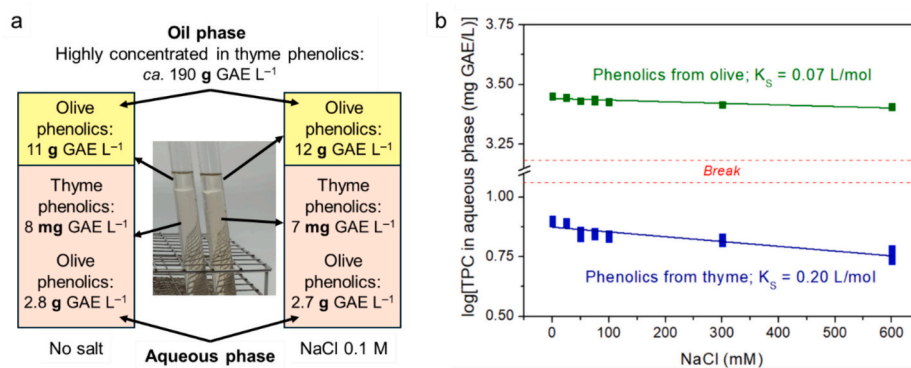 a
Oil phase
Highly concentrated in thyme phenolics:
ca. 190 g GAE L⁻¹
Olive
phenolics:
11 g GAE L⁻¹
Olive
phenolics:
12 g GAE L⁻¹
Thyme
phenolics:
8 mg GAE L⁻¹
Thyme
phenolics:
7 mg GAE L⁻¹
Olive
phenolics:
2.8 g GAE L⁻¹
Olive
phenolics:
2.7 g GAE L⁻¹
No salt
Aqueous phase
NaCl 0.1 M
b
log[TPC in aqueous phase (mg GAE/L)]
3.75
3.50
3.25
1.00
0.75
0.50
Phenolics from olive; K_S = 0.07 L/mol
Break
Phenolics from thyme; K_S = 0.20 L/mol
0 100 200 300 400 500 600
NaCl (mM)